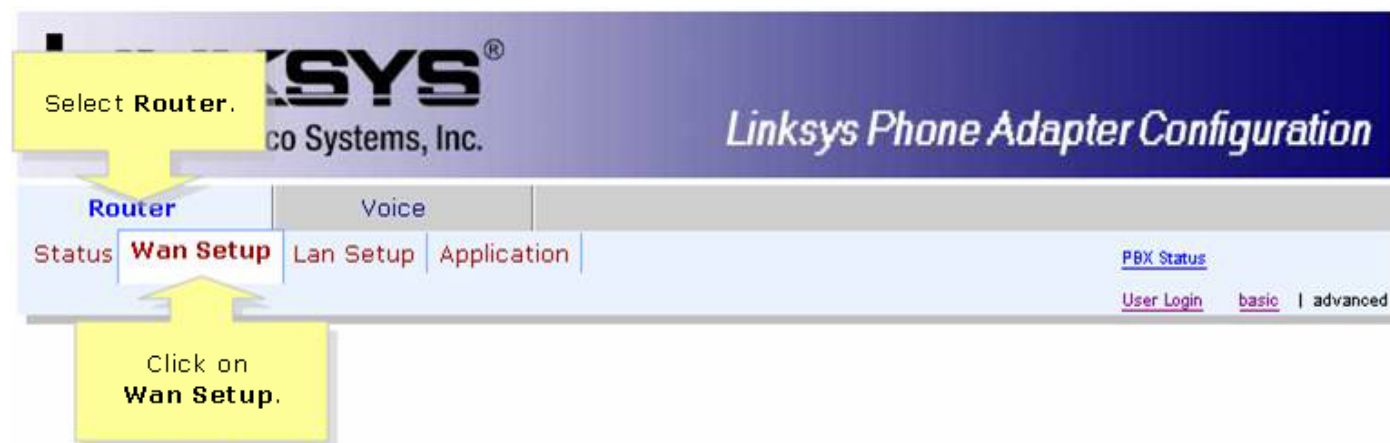 SYS®
Select Router.
co Systems, Inc.
Linksys Phone Adapter Configuration
Router
Voice
Status
Wan Setup
Lan Setup
Application
PBX Status
User Login basic | advanced
Click on
Wan Setup.